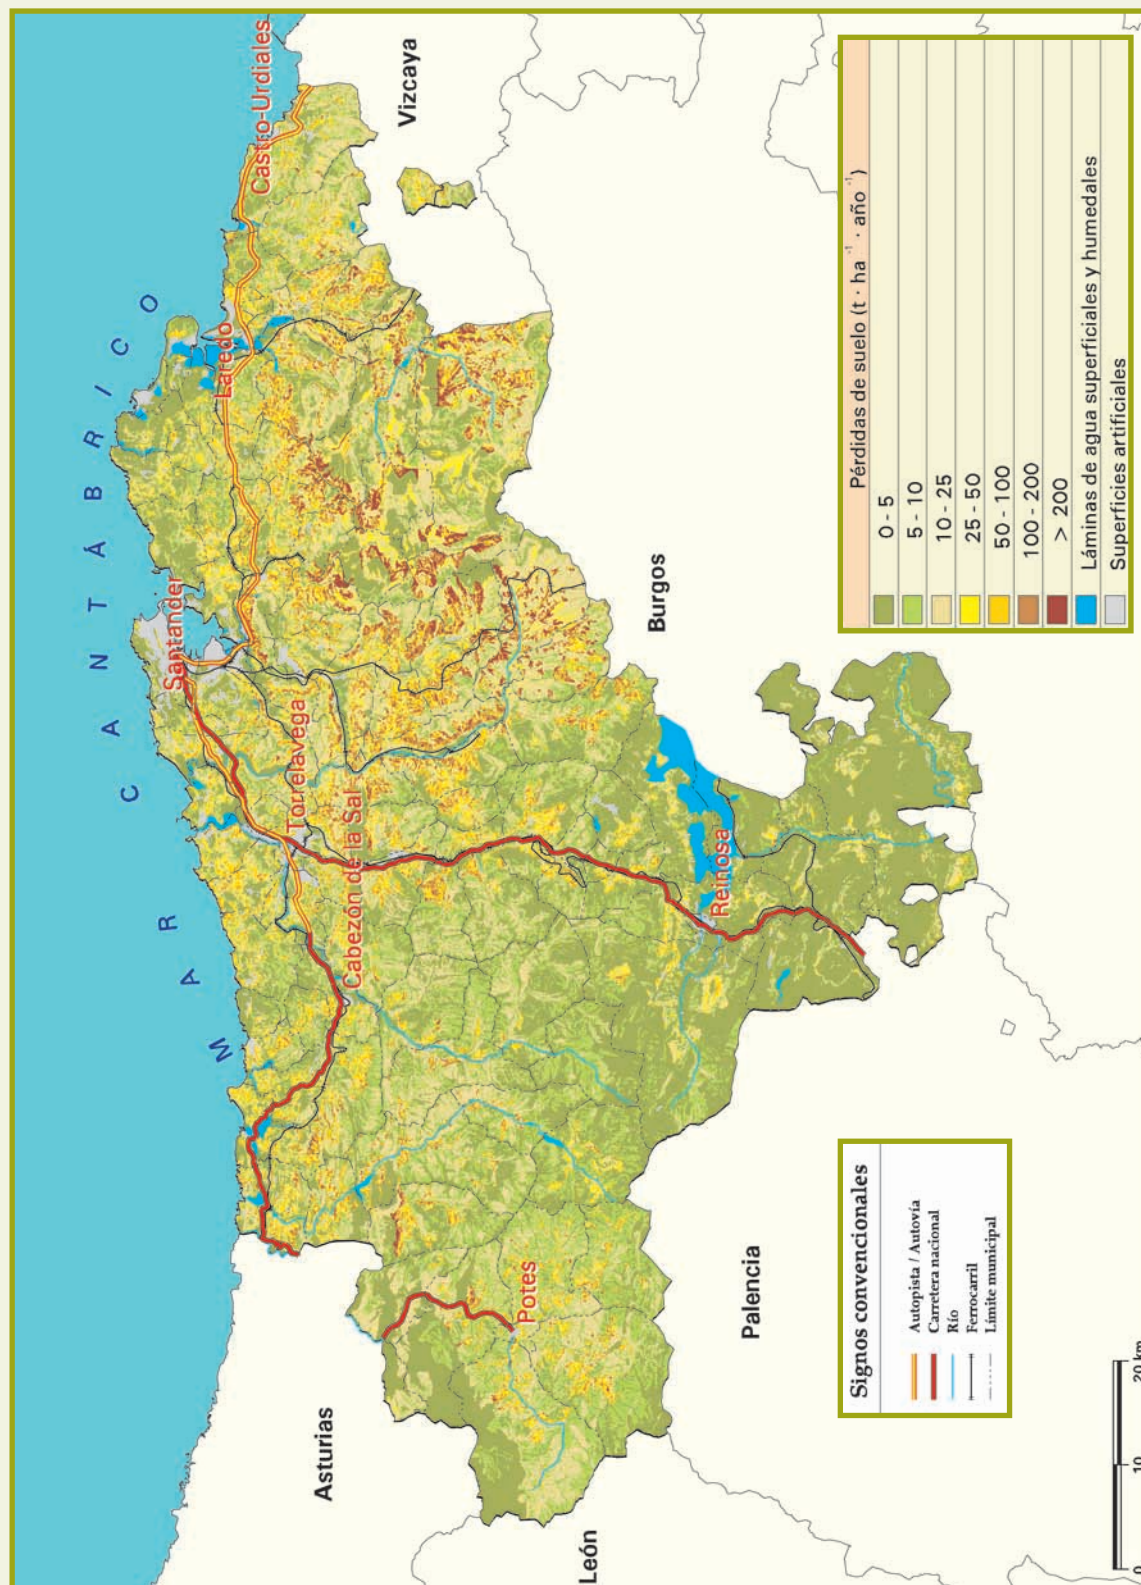 MAR CANTÁBRICO
Asturias
León
Palencia
Burgos
Vizcaya
Santander
Torrelavega
Cabezón de la Sal
Laredo
Castro-Urdiales
Reinosa
Potes
Signos convencionales
Autopista / Autovía
Carretera nacional
Río
Ferrocarril
Límite municipal
0 10 20 km
Pérdidas de suelo (t · ha -1 · año -1)
0 - 5
5 - 10
10 - 25
25 - 50
50 - 100
100 - 200
> 200
Láminas de agua superficiales y humedales
Superficies artificiales